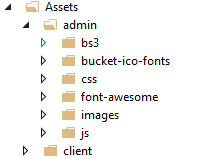 Assets
admin
bs3
bucket-ico-fonts
css
font-awesome
images
js
client